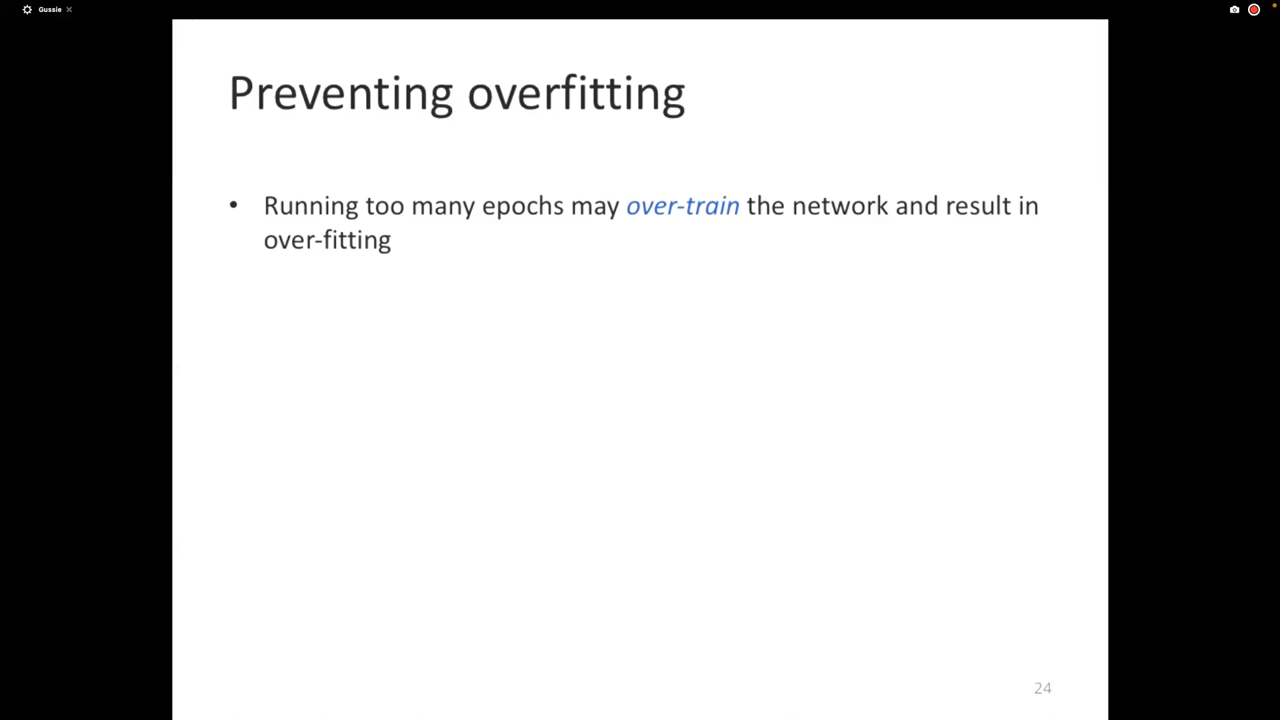 Gussie
Preventing overfitting
• Running too many epochs may over-train the network and result in
over-fitting
24